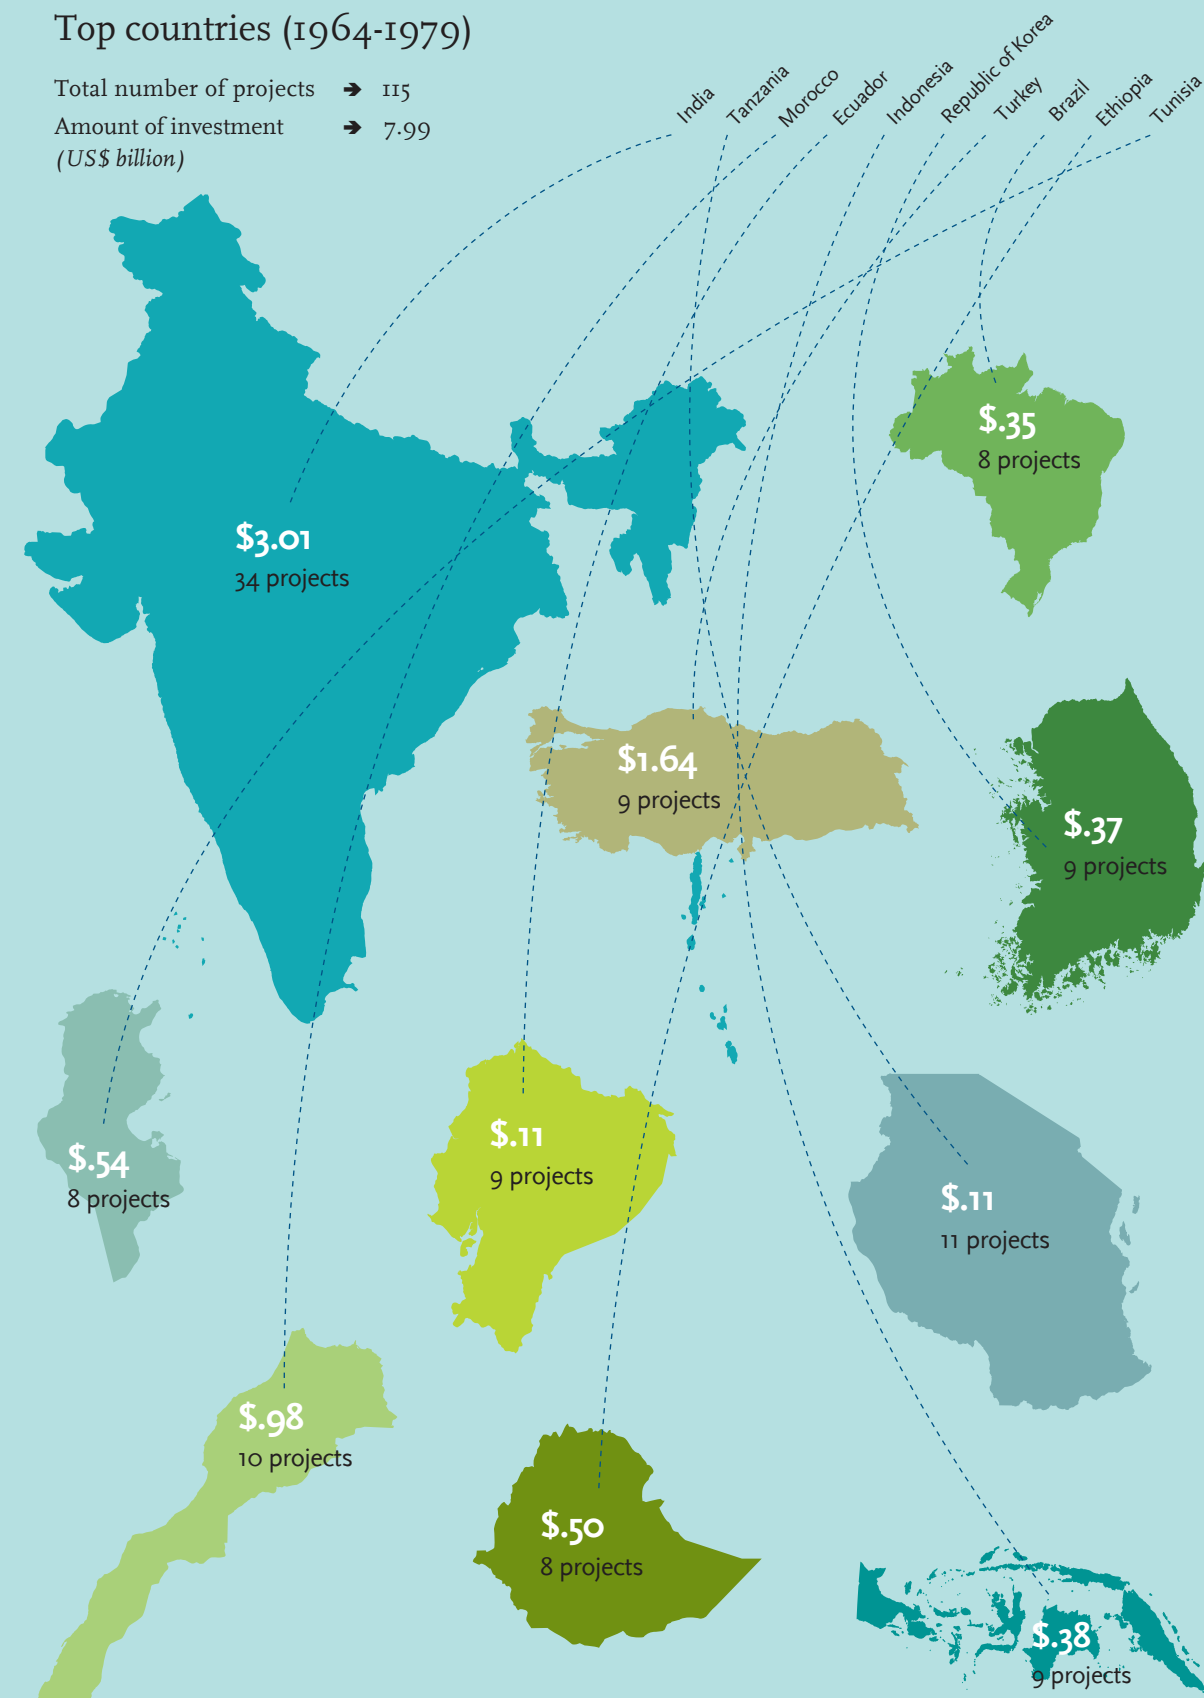 Top countries (1964-1979)
Total number of projects ➔ 115
Amount of investment ➔ 7.99
(US$ billion)
India
Tanzania
Morocco
Ecuador
Indonesia
Republic of Korea
Turkey
Brazil
Ethiopia
Tunisia
$.35
8 projects
$3.01
34 projects
$1.64
9 projects
$.37
9 projects
$.54
8 projects
$.11
9 projects
$.11
11 projects
$.98
10 projects
$.50
8 projects
$.38
9 projects